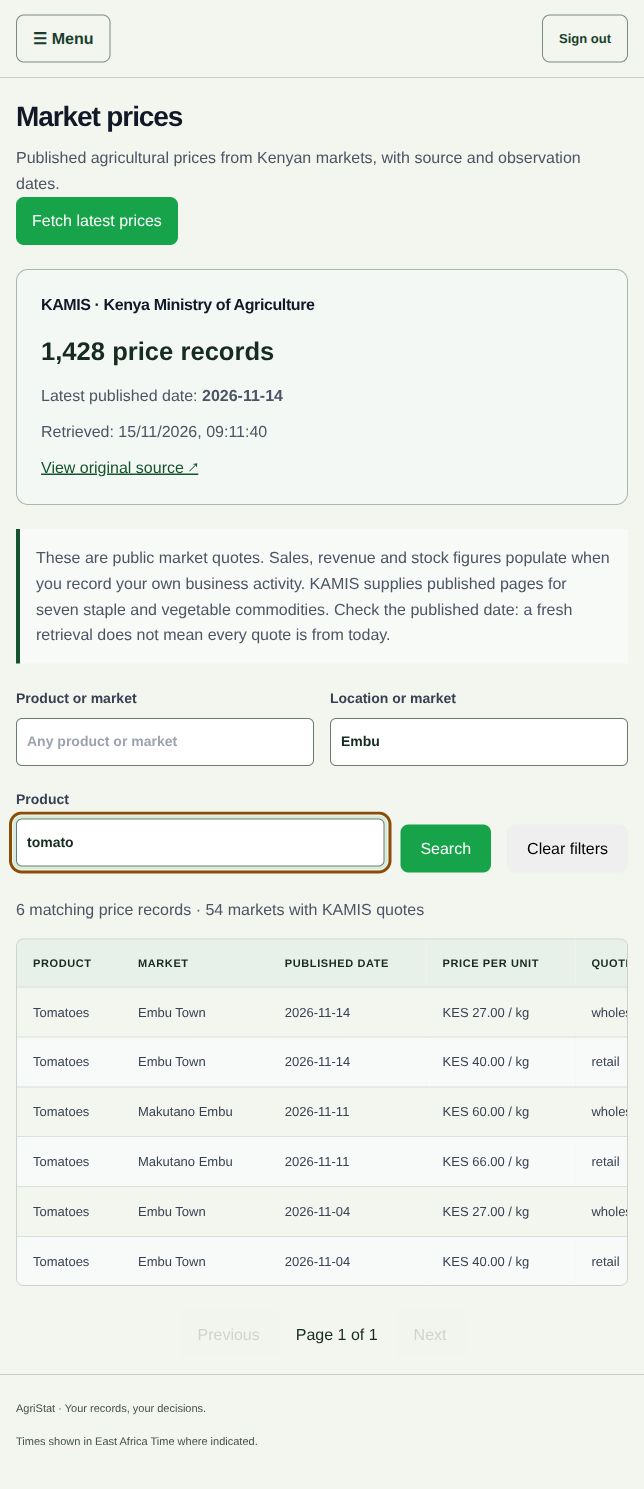 ☰ Menu
Sign out
Market prices
Published agricultural prices from Kenyan markets, with source and observation
dates.
Fetch latest prices
KAMIS · Kenya Ministry of Agriculture
1,428 price records
Latest published date: 2026-11-14
Retrieved: 15/11/2026, 09:11:40
View original source ↗
These are public market quotes. Sales, revenue and stock figures populate when
you record your own business activity. KAMIS supplies published pages for
seven staple and vegetable commodities. Check the published date: a fresh
retrieval does not mean every quote is from today.
Product or market Location or market
Any product or market Embu
Product
tomato Search Clear filters
6 matching price records · 54 markets with KAMIS quotes
PRODUCT MARKET PUBLISHED DATE PRICE PER UNIT
Tomatoes Embu Town 2026-11-14 KES 27.00 / kg
Tomatoes Embu Town 2026-11-14 KES 40.00 / kg retail
Tomatoes Makutano Embu 2026-11-11 KES 60.00 / kg
Tomatoes Makutano Embu 2026-11-11 KES 66.00 / kg retail
Tomatoes Embu Town 2026-11-04 KES 27.00 / kg
Tomatoes Embu Town 2026-11-04 KES 40.00 / kg retail
Previous Page 1 of 1 Next
AgriStat · Your records, your decisions.
Times shown in East Africa Time where indicated.